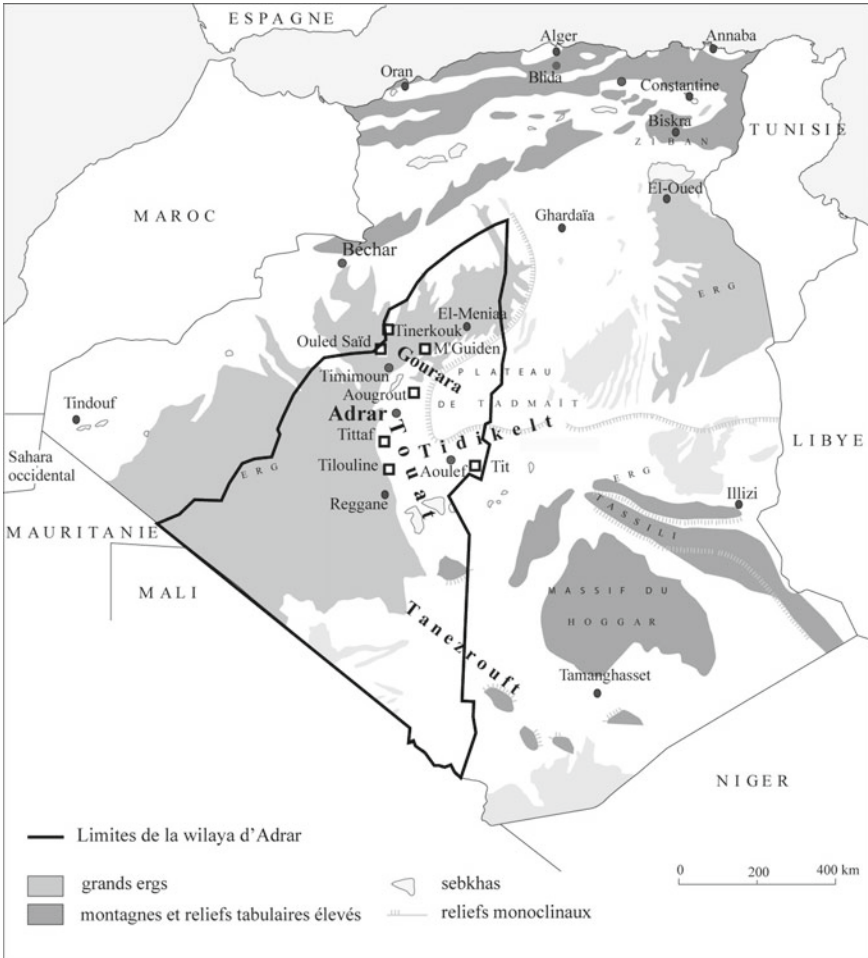 ESPAGNE
Alger
Annaba
Oran
Blida
Constantine
Biskra
ZIBAN
TUNISIE
El-Oued
MAROC
Ghardaïa
Béchar
ERG
El-Meniaa
Tinerkouk
Ouled Saïd
M'Guiden
Gourara
Timimoun
PLATEAU
Aougrout
DE TADMAÏT
Tindouf
Adrar
Touat
Tidikelt
Tittaf
LIBYE
Sahara
occidental
ERG
Tilouline
Aoulef
Tit
ERG
Illizi
Reggane
TASSILI
MAURITANIE
MALI
MASSIF DU
HOGGAR
Tanezrouft
Tamanghasset
NIGER
Limites de la wilaya d'Adrar
grands ergs
sebkhas
montagnes et reliefs tabulaires élevés
reliefs monoclinaux
0 200 400 km